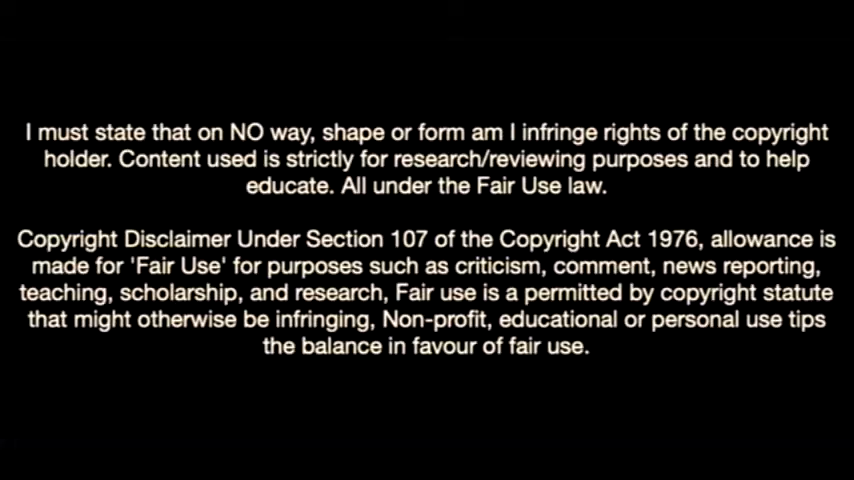 I must state that on NO way, shape or form am I infringe rights of the copyright
holder. Content used is strictly for research/reviewing purposes and to help
educate. All under the Fair Use law.
Copyright Disclaimer Under Section 107 of the Copyright Act 1976, allowance is
made for 'Fair Use' for purposes such as criticism, comment, news reporting,
teaching, scholarship, and research, Fair use is a permitted by copyright statute
that might otherwise be infringing, Non-profit, educational or personal use tips
the balance in favour of fair use.